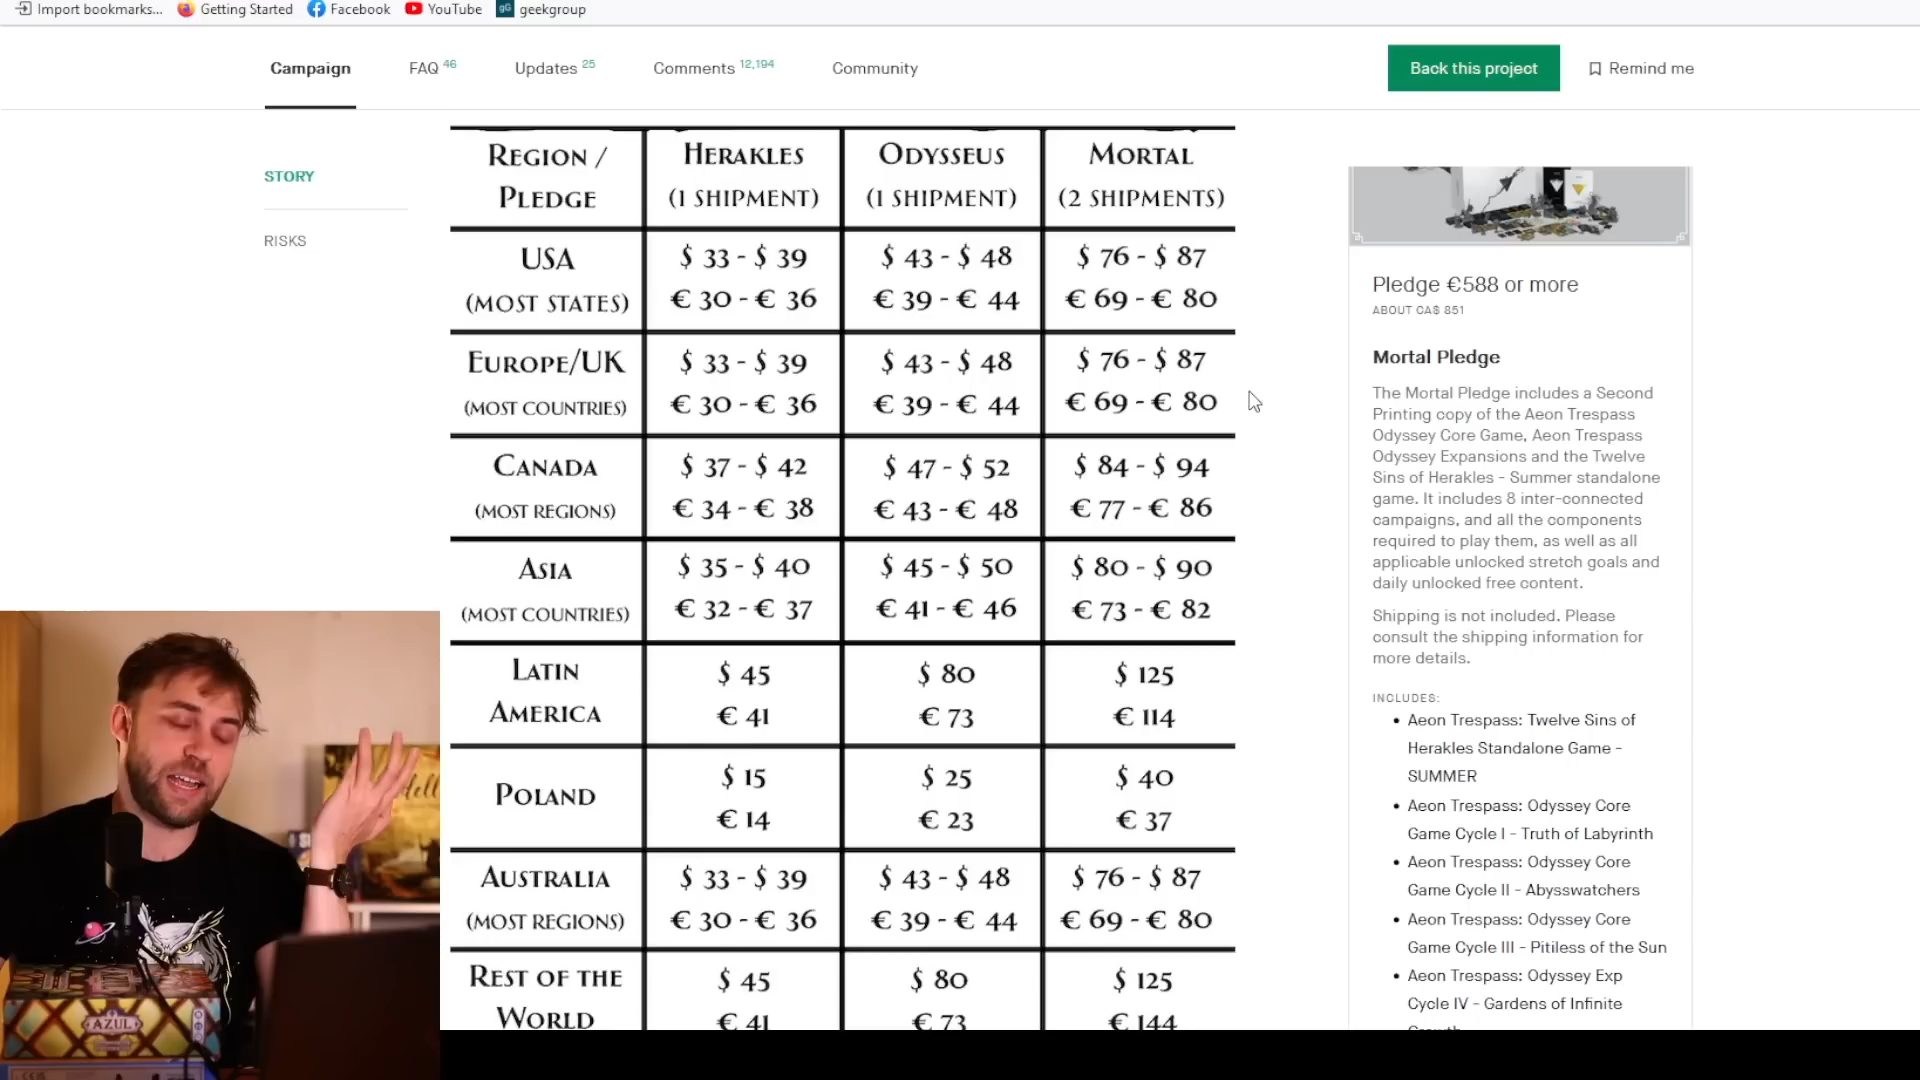 Import bookmarks... Getting Started Facebook YouTube gG geekgroup
Campaign FAQ 46 Updates 25 Comments 12,194 Community Back this project Remind me
STORY
RISKS
REGION / PLEDGE HERAKLES (1 SHIPMENT) ODYSSEUS (1 SHIPMENT) MORTAL (2 SHIPMENTS)
USA (MOST STATES) $ 33 - $ 39 € 30 - € 36 $ 43 - $ 48 € 39 - € 44 $ 76 - $ 87 € 69 - € 80
EUROPE/UK (MOST COUNTRIES) $ 33 - $ 39 € 30 - € 36 $ 43 - $ 48 € 39 - € 44 $ 76 - $ 87 € 69 - € 80
CANADA (MOST REGIONS) $ 37 - $ 42 € 34 - € 38 $ 47 - $ 52 € 43 - € 48 $ 84 - $ 94 € 77 - € 86
ASIA (MOST COUNTRIES) $ 35 - $ 40 € 32 - € 37 $ 45 - $ 50 € 41 - € 46 $ 80 - $ 90 € 73 - € 82
LATIN AMERICA $ 45 € 41 $ 80 € 73 $ 125 € 114
POLAND $ 15 € 14 $ 25 € 23 $ 40 € 37
AUSTRALIA (MOST REGIONS) $ 33 - $ 39 € 30 - € 36 $ 43 - $ 48 € 39 - € 44 $ 76 - $ 87 € 69 - € 80
REST OF THE WORLD $ 45 € 41 $ 80 € 73 $ 125 € 144
Pledge €588 or more
ABOUT CA$ 851
Mortal Pledge
The Mortal Pledge includes a Second
Printing copy of the Aeon Trespass
Odyssey Core Game, Aeon Trespass
Odyssey Expansions and the Twelve
Sins of Herakles - Summer standalone
game. It includes 8 inter-connected
campaigns, and all the components
required to play them, as well as all
applicable unlocked stretch goals and
daily unlocked free content.
Shipping is not included. Please
consult the shipping information for
more details.
INCLUDES:
• Aeon Trespass: Twelve Sins of
Herakles Standalone Game -
SUMMER
• Aeon Trespass: Odyssey Core
Game Cycle I - Truth of Labyrinth
• Aeon Trespass: Odyssey Core
Game Cycle II - Abysswatchers
• Aeon Trespass: Odyssey Core
Game Cycle III - Pitiless of the Sun
• Aeon Trespass: Odyssey Exp
Cycle IV - Gardens of Infinite
AZUL